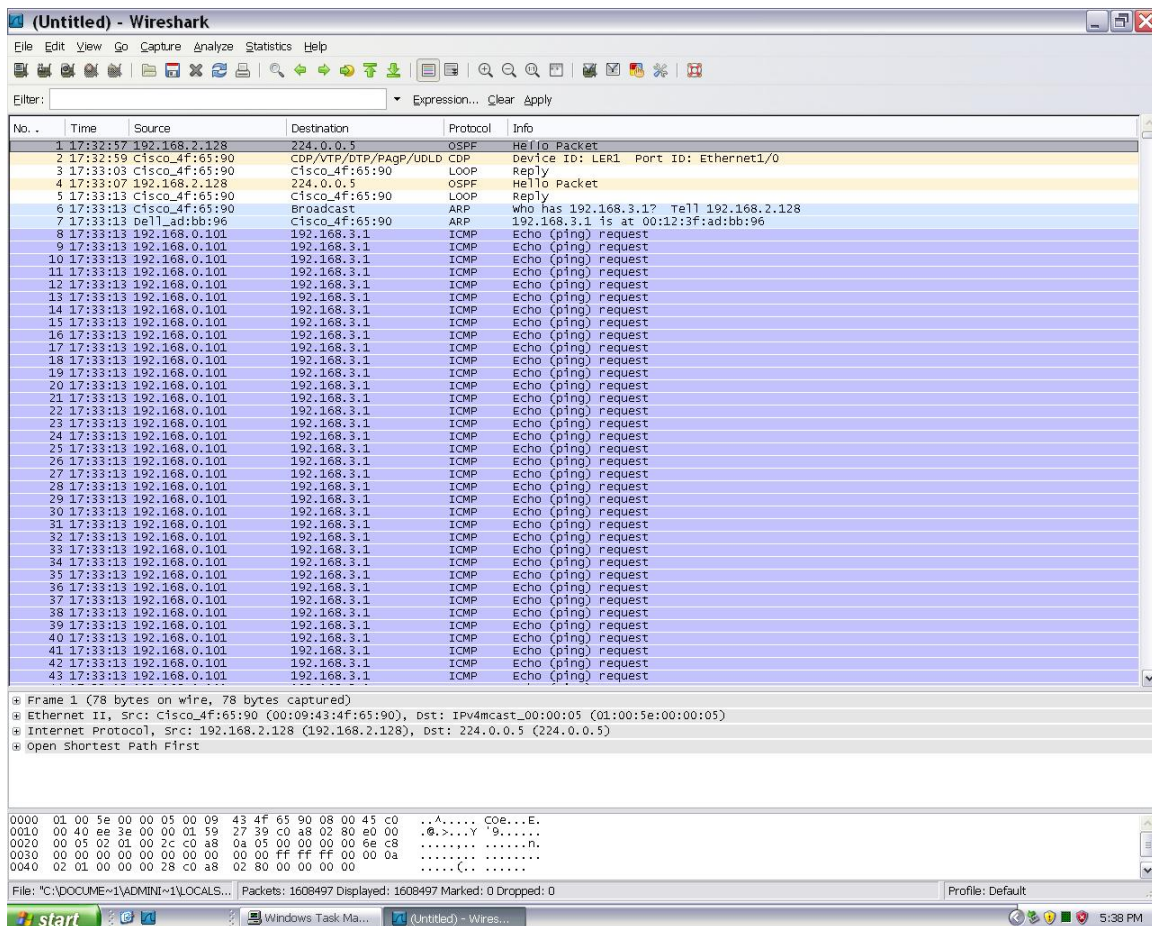 (Untitled) - Wireshark
File Edit View Go Capture Analyze Statistics Help
Filter: Expression... Clear Apply
No. . Time Source Destination Protocol Info
1 17:32:57 192.168.2.128 224.0.0.5 OSPF Hello Packet
2 17:32:59 Cisco_4f:65:90 CDP/VTP/DTP/PAgP/UDLD CDP Device ID: LER1 Port ID: Ethernet1/0
3 17:33:03 Cisco_4f:65:90 Cisco_4f:65:90 LOOP Reply
4 17:33:07 192.168.2.128 224.0.0.5 OSPF Hello Packet
5 17:33:13 Cisco_4f:65:90 Cisco_4f:65:90 LOOP Reply
6 17:33:13 Cisco_4f:65:90 Broadcast ARP Who has 192.168.3.1? Tell 192.168.2.128
7 17:33:13 Dell_ad:bb:96 Cisco_4f:65:90 ARP 192.168.3.1 is at 00:12:3f:ad:bb:96
8 17:33:13 192.168.0.101 192.168.3.1 ICMP Echo (ping) request
9 17:33:13 192.168.0.101 192.168.3.1 ICMP Echo (ping) request
10 17:33:13 192.168.0.101 192.168.3.1 ICMP Echo (ping) request
11 17:33:13 192.168.0.101 192.168.3.1 ICMP Echo (ping) request
12 17:33:13 192.168.0.101 192.168.3.1 ICMP Echo (ping) request
13 17:33:13 192.168.0.101 192.168.3.1 ICMP Echo (ping) request
14 17:33:13 192.168.0.101 192.168.3.1 ICMP Echo (ping) request
15 17:33:13 192.168.0.101 192.168.3.1 ICMP Echo (ping) request
16 17:33:13 192.168.0.101 192.168.3.1 ICMP Echo (ping) request
17 17:33:13 192.168.0.101 192.168.3.1 ICMP Echo (ping) request
18 17:33:13 192.168.0.101 192.168.3.1 ICMP Echo (ping) request
19 17:33:13 192.168.0.101 192.168.3.1 ICMP Echo (ping) request
20 17:33:13 192.168.0.101 192.168.3.1 ICMP Echo (ping) request
21 17:33:13 192.168.0.101 192.168.3.1 ICMP Echo (ping) request
22 17:33:13 192.168.0.101 192.168.3.1 ICMP Echo (ping) request
23 17:33:13 192.168.0.101 192.168.3.1 ICMP Echo (ping) request
24 17:33:13 192.168.0.101 192.168.3.1 ICMP Echo (ping) request
25 17:33:13 192.168.0.101 192.168.3.1 ICMP Echo (ping) request
26 17:33:13 192.168.0.101 192.168.3.1 ICMP Echo (ping) request
27 17:33:13 192.168.0.101 192.168.3.1 ICMP Echo (ping) request
28 17:33:13 192.168.0.101 192.168.3.1 ICMP Echo (ping) request
29 17:33:13 192.168.0.101 192.168.3.1 ICMP Echo (ping) request
30 17:33:13 192.168.0.101 192.168.3.1 ICMP Echo (ping) request
31 17:33:13 192.168.0.101 192.168.3.1 ICMP Echo (ping) request
32 17:33:13 192.168.0.101 192.168.3.1 ICMP Echo (ping) request
33 17:33:13 192.168.0.101 192.168.3.1 ICMP Echo (ping) request
34 17:33:13 192.168.0.101 192.168.3.1 ICMP Echo (ping) request
35 17:33:13 192.168.0.101 192.168.3.1 ICMP Echo (ping) request
36 17:33:13 192.168.0.101 192.168.3.1 ICMP Echo (ping) request
37 17:33:13 192.168.0.101 192.168.3.1 ICMP Echo (ping) request
38 17:33:13 192.168.0.101 192.168.3.1 ICMP Echo (ping) request
39 17:33:13 192.168.0.101 192.168.3.1 ICMP Echo (ping) request
40 17:33:13 192.168.0.101 192.168.3.1 ICMP Echo (ping) request
41 17:33:13 192.168.0.101 192.168.3.1 ICMP Echo (ping) request
42 17:33:13 192.168.0.101 192.168.3.1 ICMP Echo (ping) request
43 17:33:13 192.168.0.101 192.168.3.1 ICMP Echo (ping) request
Frame 1 (78 bytes on wire, 78 bytes captured)
Ethernet II, Src: Cisco_4f:65:90 (00:09:43:4f:65:90), Dst: IPv4mcast_00:00:05 (01:00:5e:00:00:05)
Internet Protocol, Src: 192.168.2.128 (192.168.2.128), Dst: 224.0.0.5 (224.0.0.5)
Open Shortest Path First
0000 01 00 5e 00 00 05 00 09 43 4f 65 90 08 00 45 c0 ..^..... COe...E.
0010 00 40 ee 3e 00 00 01 59 27 39 c0 a8 02 80 e0 00 .@.>...Y '9......
0020 00 05 02 01 00 2c c0 a8 0a 05 00 00 00 00 6e c8 .....,.. ......n.
0030 00 00 00 00 00 00 00 00 00 00 ff ff ff 00 00 0a ........ ........
0040 02 01 00 00 00 28 c0 a8 02 80 00 00 00 00 .....(.. ......
File: "C:\DOCUME~1\ADMINI~1\LOCALS... Packets: 1608497 Displayed: 1608497 Marked: 0 Dropped: 0 Profile: Default
start Windows Task Ma... (Untitled) - Wires... 5:38 PM